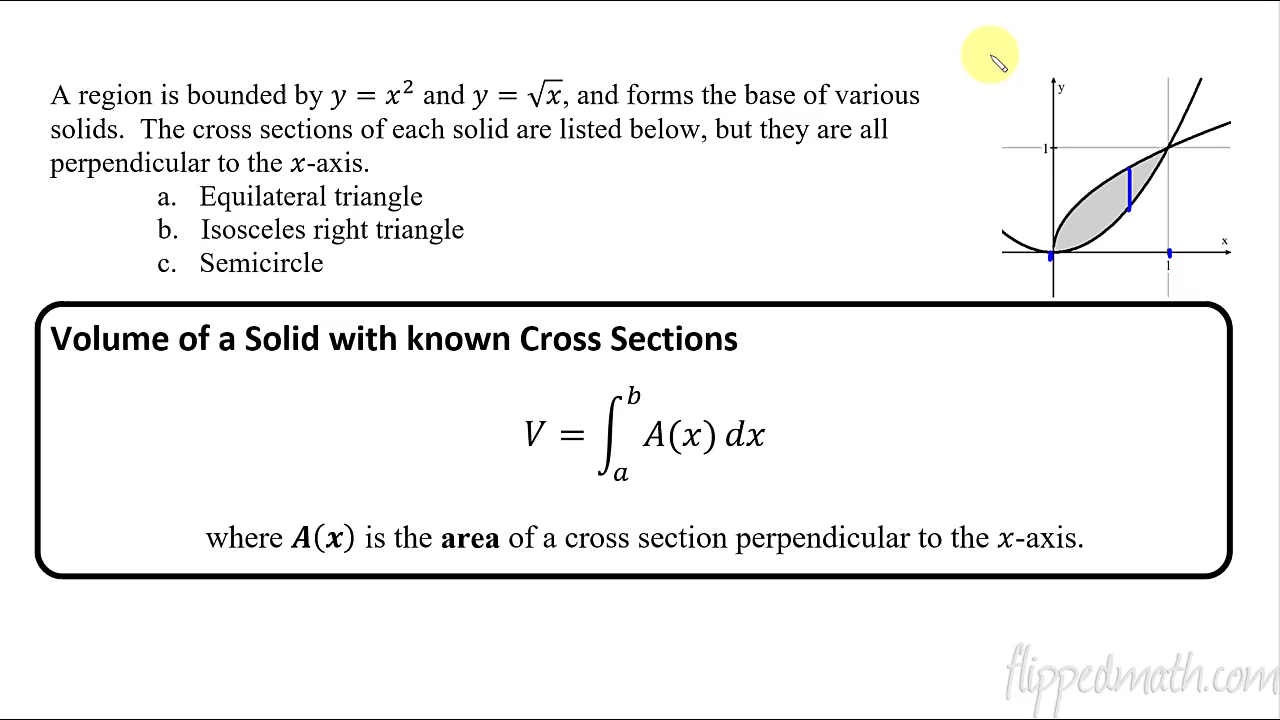 A region is bounded by y = x² and y = √x, and forms the base of various
solids. The cross sections of each solid are listed below, but they are all
perpendicular to the x-axis.
a. Equilateral triangle
b. Isosceles right triangle
c. Semicircle
y
1
x
1
Volume of a Solid with known Cross Sections
V = ∫ₐᵇ A(x) dx
where A(x) is the area of a cross section perpendicular to the x-axis.
flippedmath.com